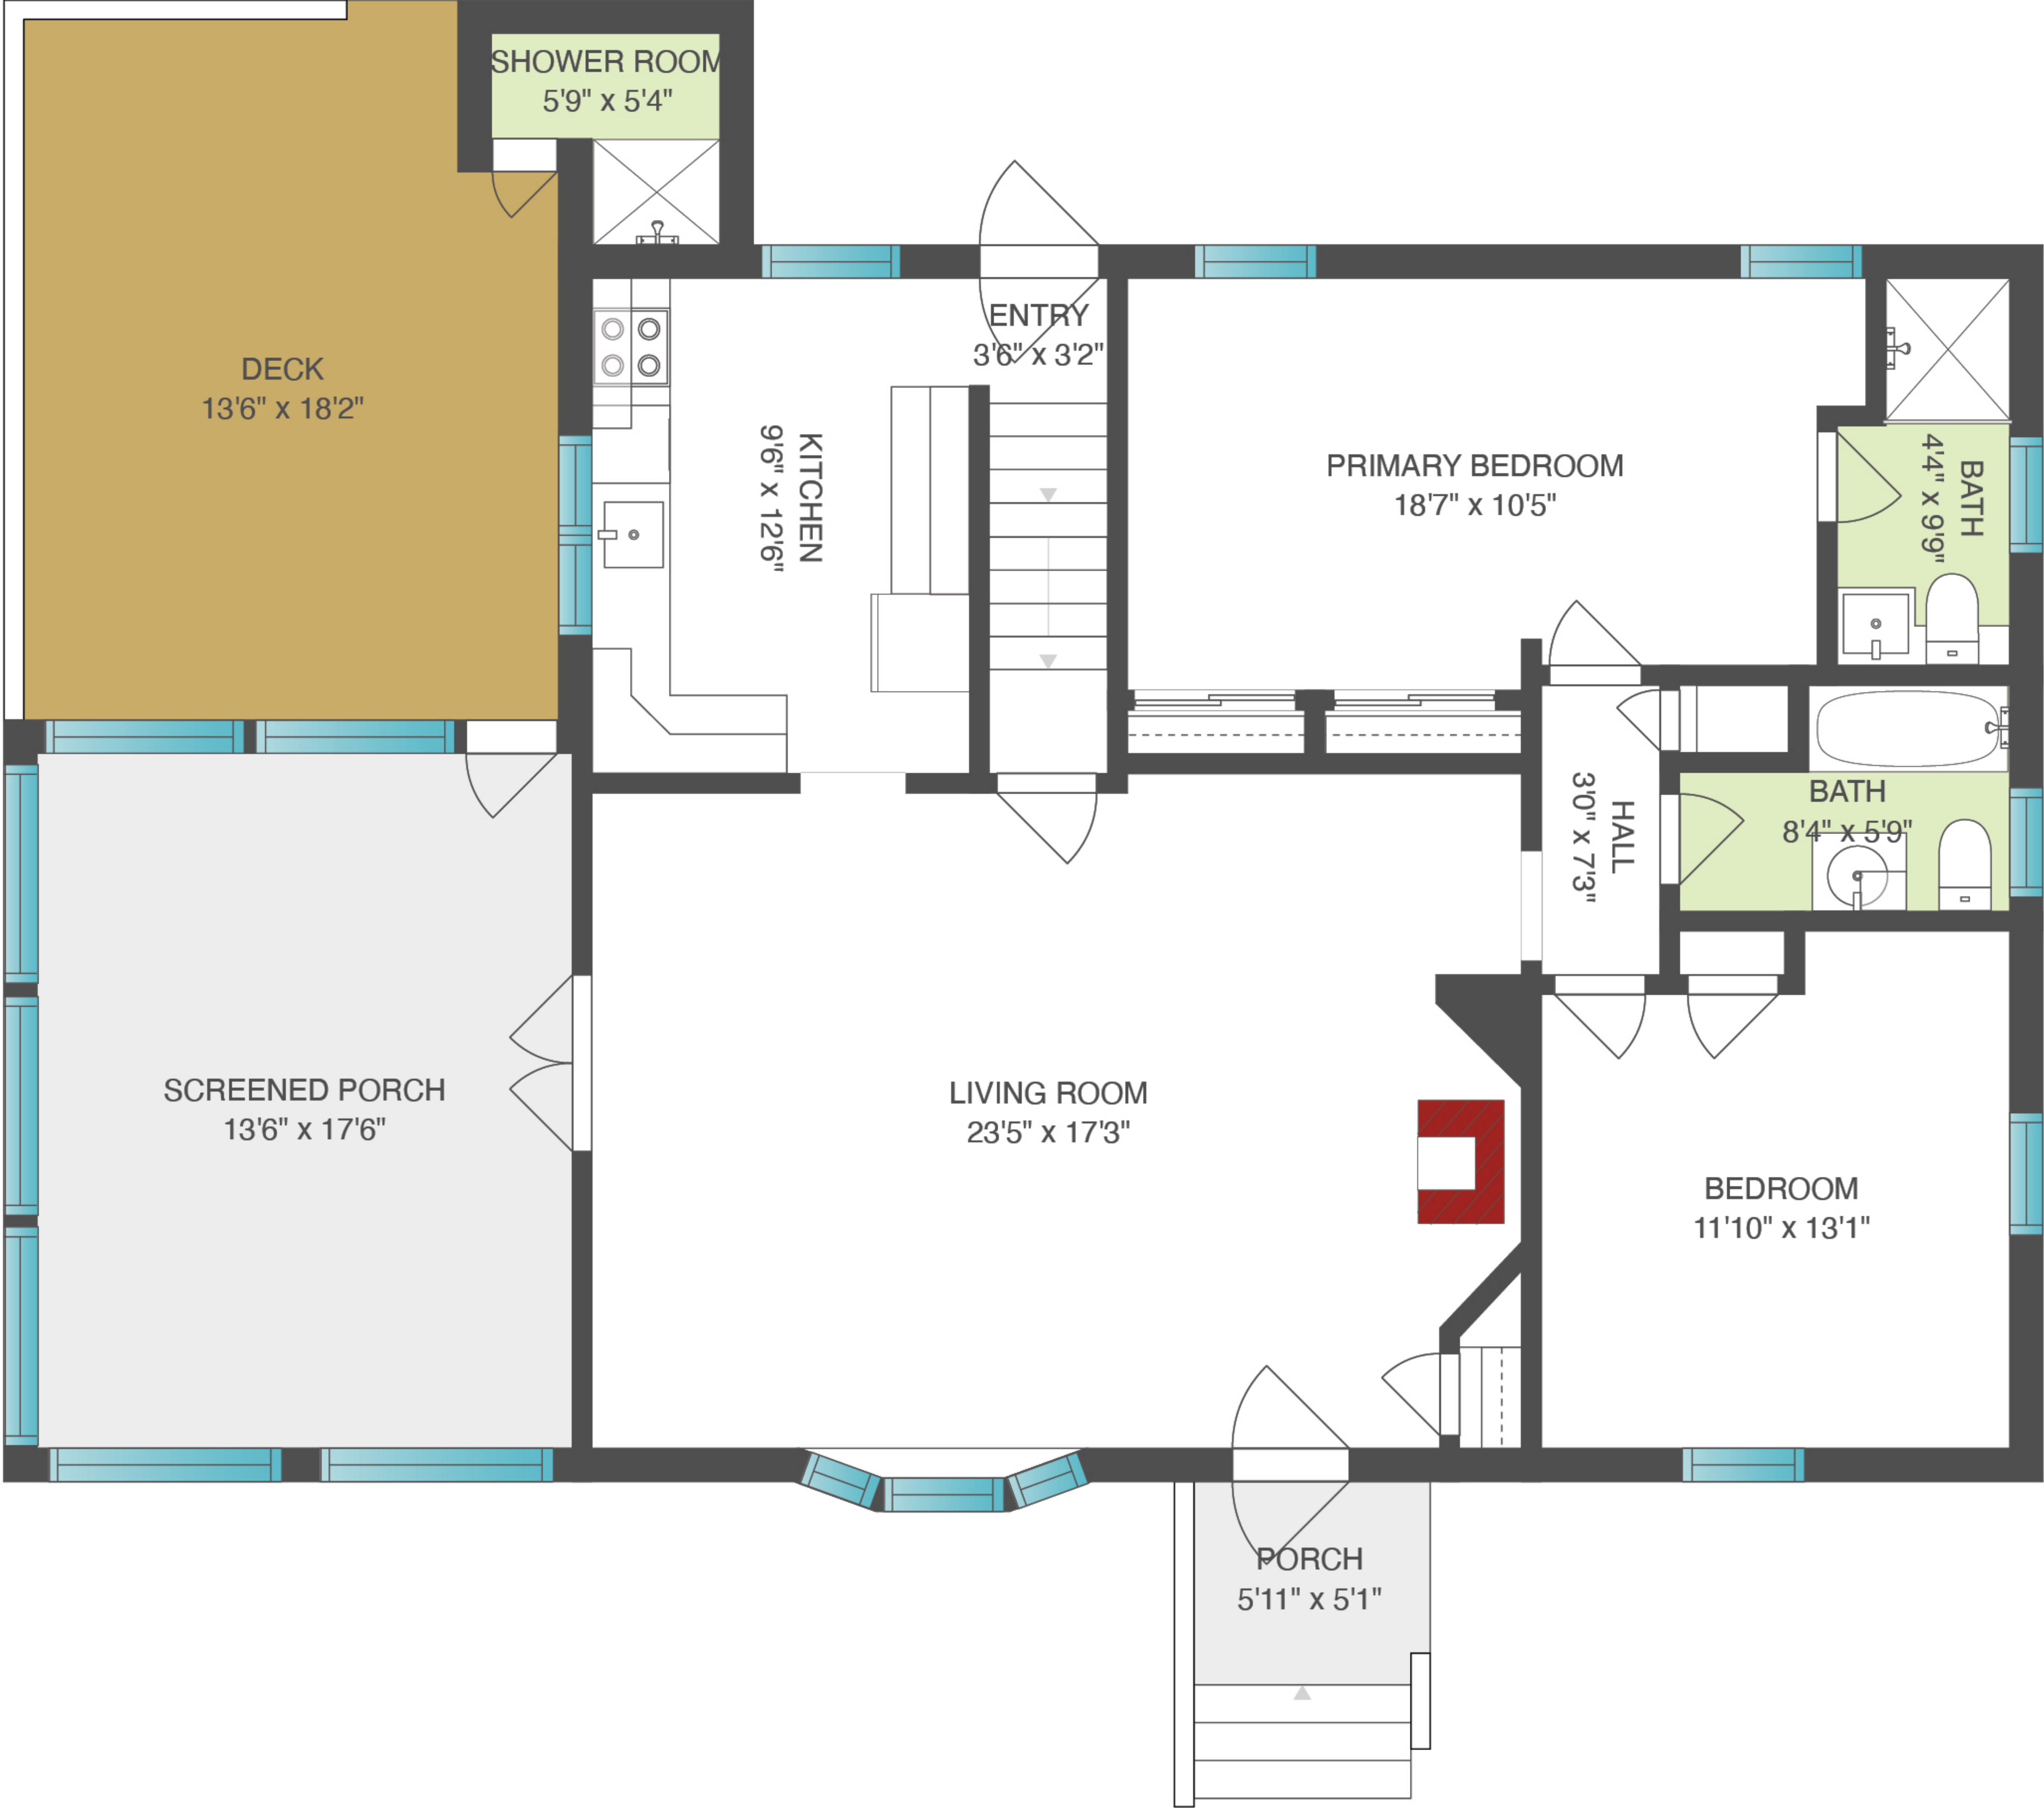 SHOWER ROOM
5'9" x 5'4"
ENTRY
3'6" x 3'2"
DECK
13'6" x 18'2"
KITCHEN
9'6" x 12'6"
PRIMARY BEDROOM
18'7" x 10'5"
BATH
4'4" x 9'9"
BATH
8'4" x 5'9"
HALL
3'0" x 7'3"
SCREENED PORCH
13'6" x 17'6"
LIVING ROOM
23'5" x 17'3"
BEDROOM
11'10" x 13'1"
PORCH
5'11" x 5'1"